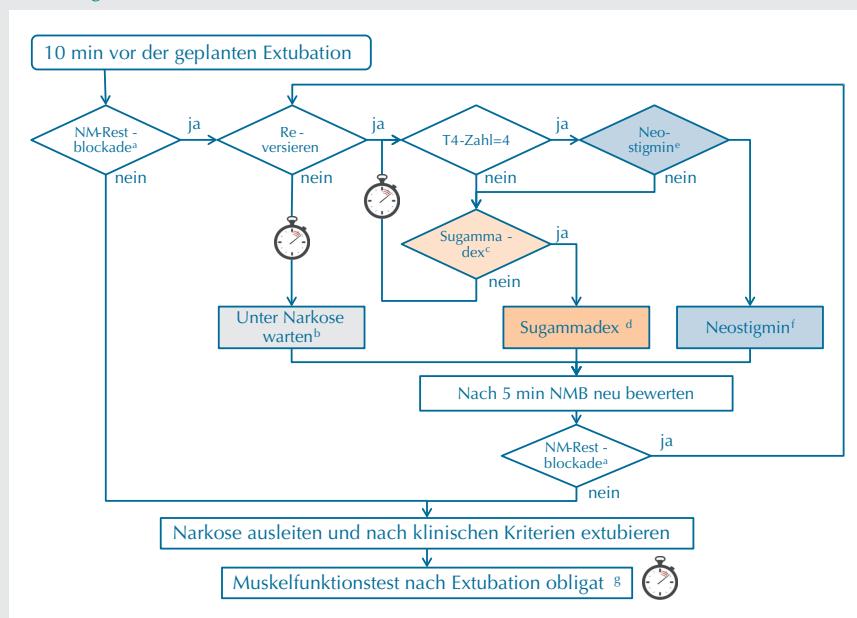 10 min vor der geplanten Extubation
NM-Rest -
blockadeᵃ
ja
nein
Re -
versieren
ja
nein
T4-Zahl=4
ja
nein
Neo-
stigminᵉ
nein
Sugamma -
dexᶜ
ja
nein
Unter Narkose
wartenᵇ
Sugammadex ᵈ
Neostigminᶠ
Nach 5 min NMB neu bewerten
NM-Rest -
blockadeᵃ
ja
nein
Narkose ausleiten und nach klinischen Kriterien extubieren
Muskelfunktionstest nach Extubation obligat ᵍ